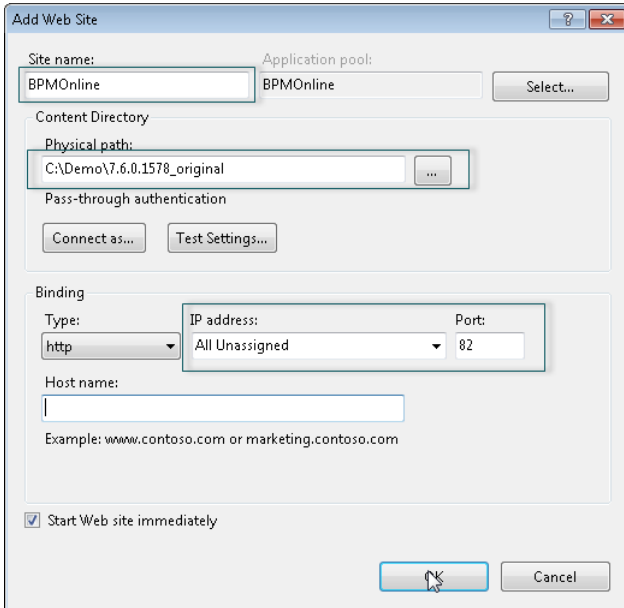 Add Web Site
Site name: Application pool:
BPMOnline BPMOnline Select...
Content Directory
Physical path:
C:\Demo\7.6.0.1578_original ...
Pass-through authentication
Connect as... Test Settings...
Binding
Type: IP address: Port:
http All Unassigned 82
Host name:
Example: www.contoso.com or marketing.contoso.com
Start Web site immediately
OK Cancel